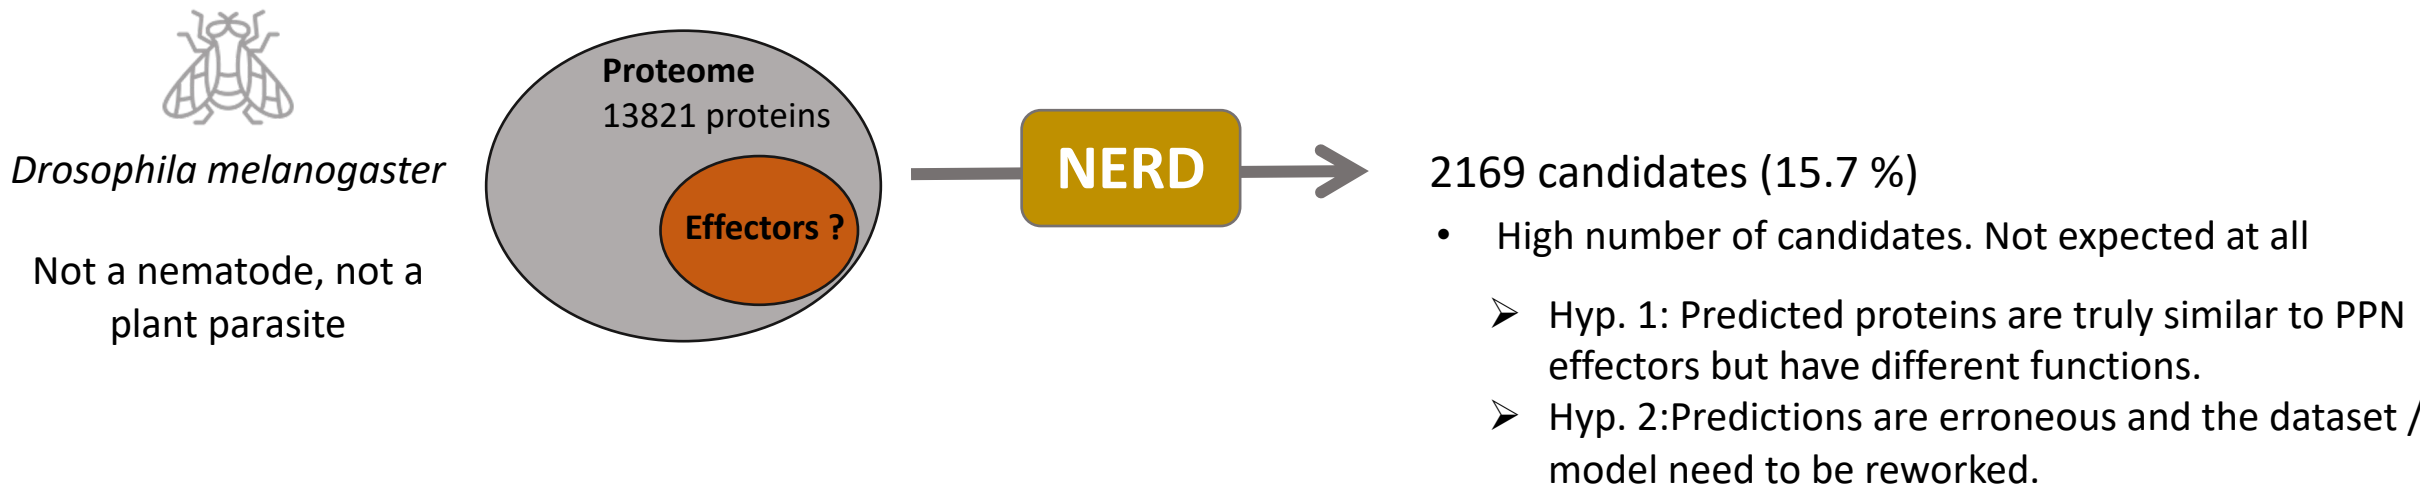 Drosophila melanogaster
Not a nematode, not a
plant parasite
Proteome
13821 proteins
Effectors ?
NERD
2169 candidates (15.7 %)
• High number of candidates. Not expected at all
➢ Hyp. 1: Predicted proteins are truly similar to PPN
effectors but have different functions.
➢ Hyp. 2:Predictions are erroneous and the dataset /
model need to be reworked.